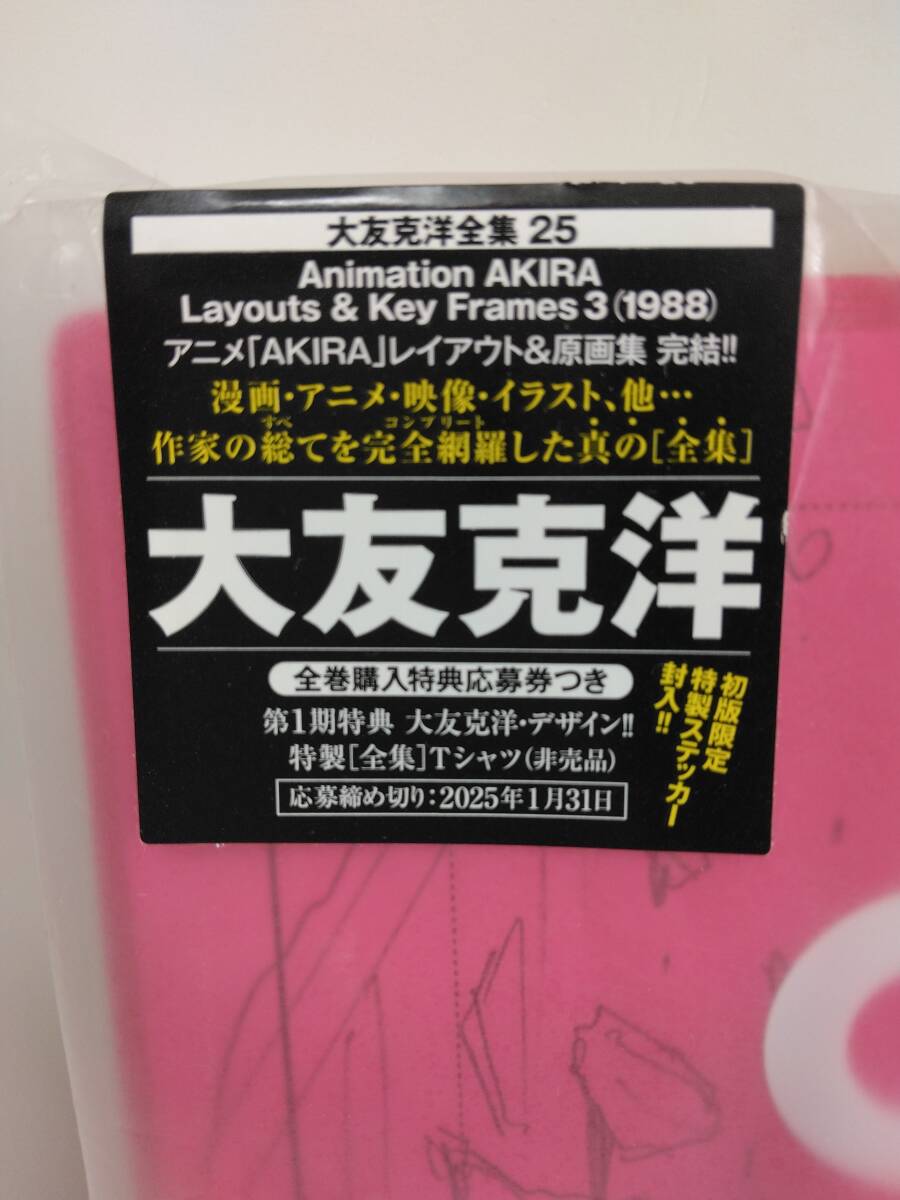 大友克洋全集 25
Animation AKIRA
Layouts & Key Frames 3 (1988)
アニメ「AKIRA」レイアウト&原画集 完結!!
漫画・アニメ・映像・イラスト、他…
すべ コンプリート
作家の総てを完全網羅した真の[全集]
大友克洋
全巻購入特典応募券つき
第1期特典 大友克洋・デザイン!!
特製[全集]Tシャツ(非売品)
応募締め切り:2025年1月31日
初版限定
特製ステッカー
封入!!